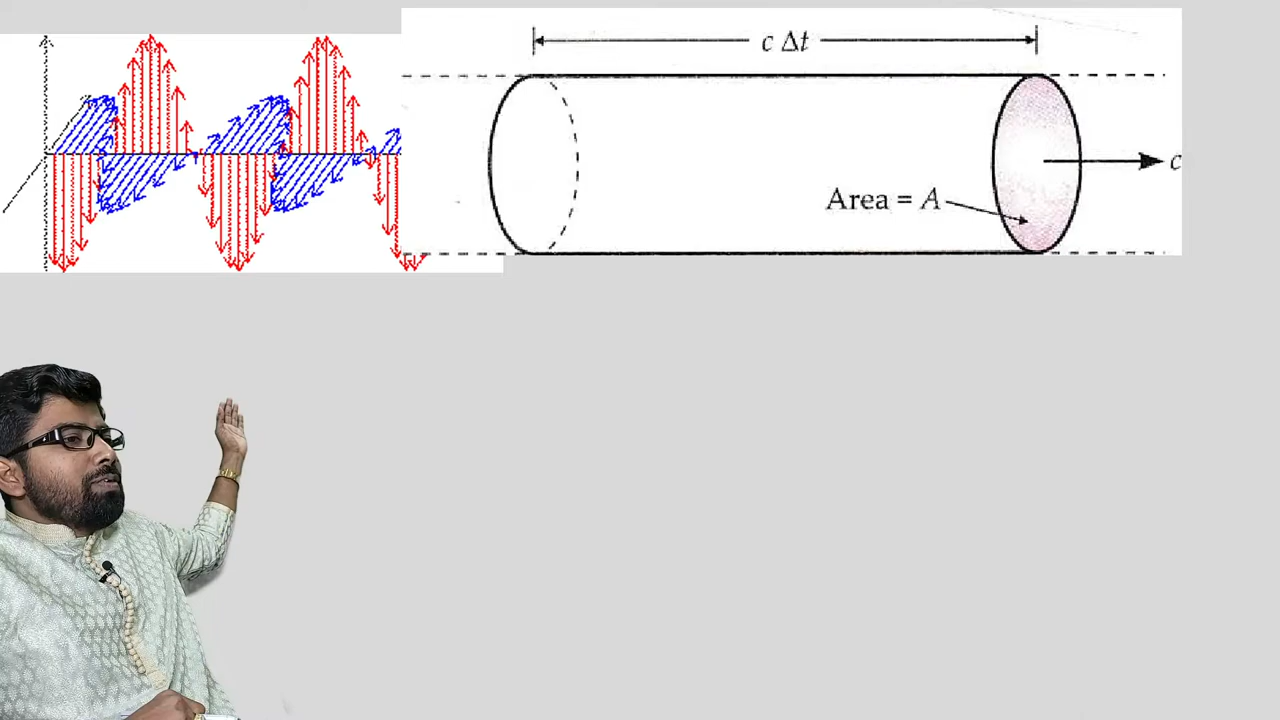 c Δt
c
Area = A